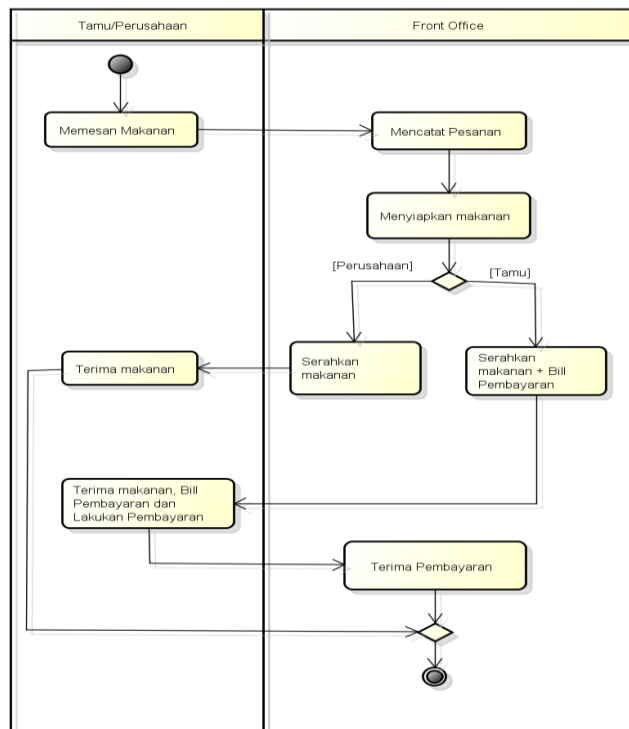 Tamu/Perusahaan
Front Office
Memesan Makanan
Mencatat Pesanan
Menyiapkan makanan
[Perusahaan]
[Tamu]
Terima makanan
Serahkan
makanan
Serahkan
makanan + Bill
Pembayaran
Terima makanan, Bill
Pembayaran dan
Lakukan Pembayaran
Terima Pembayaran